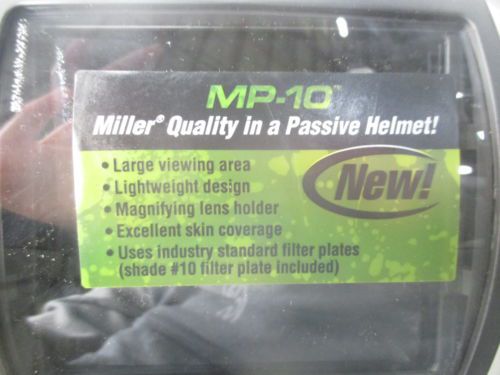 MP-10™
Miller® Quality in a Passive Helmet!
• Large viewing area
• Lightweight design
• Magnifying lens holder
• Excellent skin coverage
• Uses industry standard filter plates
(shade #10 filter plate included)
New!